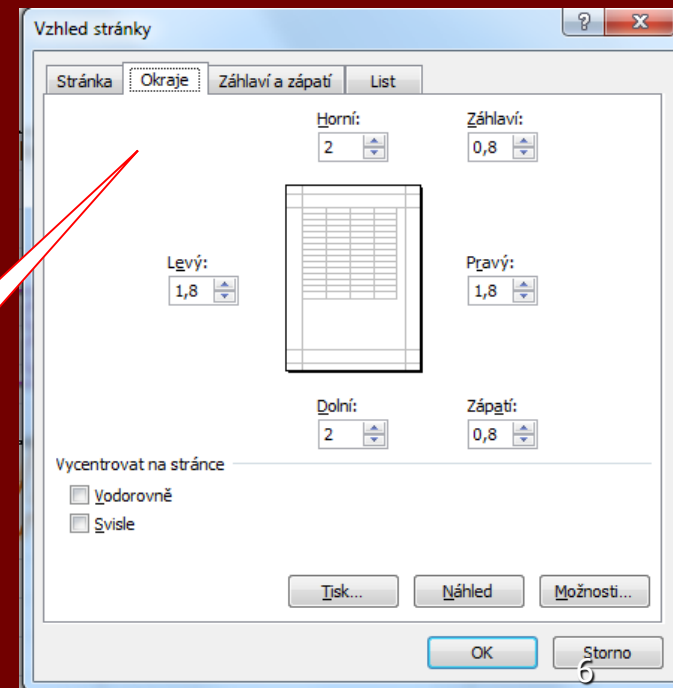 Vzhled stránky
Stránka Okraje Záhlaví a zápatí List
Horní: Záhlaví:
2 0,8
Levý: Pravý:
1,8 1,8
Dolní: Zápatí:
2 0,8
Vycentrovat na stránce
Vodorovně
Svisle
Tisk... Náhled Možnosti...
OK Storno
6